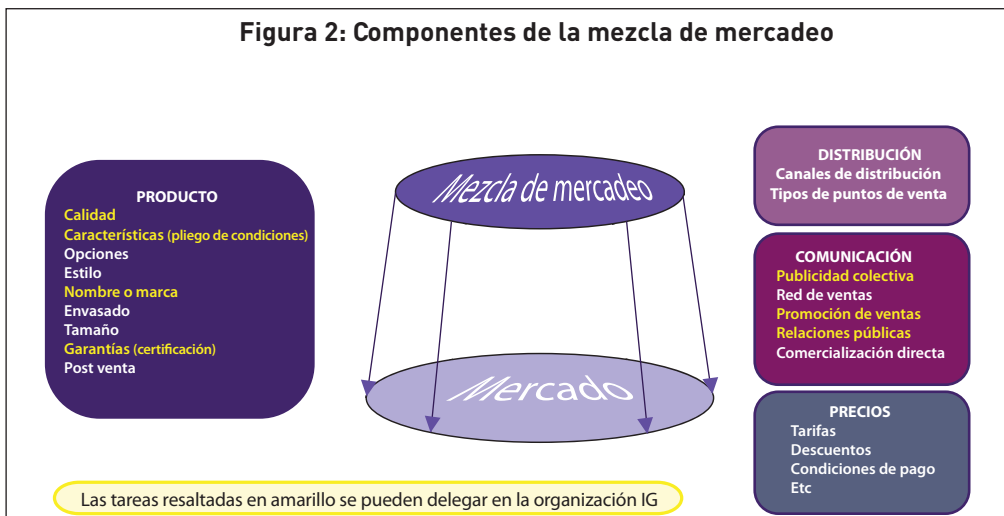 Figura 2: Componentes de la mezcla de mercadeo
PRODUCTO
Calidad
Características (pliego de condiciones)
Opciones
Estilo
Nombre o marca
Envasado
Tamaño
Garantías (certificación)
Post venta
Mezcla de mercadeo
Mercado
DISTRIBUCIÓN
Canales de distribución
Tipos de puntos de venta
COMUNICACIÓN
Publicidad colectiva
Red de ventas
Promoción de ventas
Relaciones públicas
Comercialización directa
PRECIOS
Tarifas
Descuentos
Condiciones de pago
Etc
Las tareas resaltadas en amarillo se pueden delegar en la organización IG